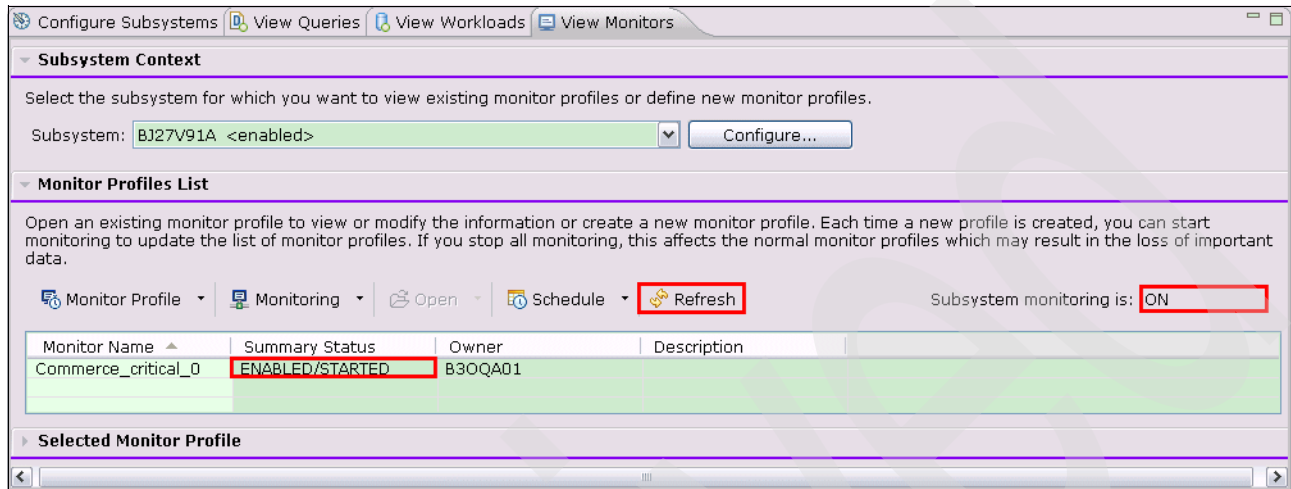 Configure Subsystems View Queries View Workloads View Monitors
Subsystem Context
Select the subsystem for which you want to view existing monitor profiles or define new monitor profiles.
Subsystem: BJ27V91A <enabled> Configure...
Monitor Profiles List
Open an existing monitor profile to view or modify the information or create a new monitor profile. Each time a new profile is created, you can start
monitoring to update the list of monitor profiles. If you stop all monitoring, this affects the normal monitor profiles which may result in the loss of important
data.
Monitor Profile Monitoring Open Schedule Refresh Subsystem monitoring is: ON
Monitor Name Summary Status Owner Description
Commerce_critical_0 ENABLED/STARTED B3OQA01
Selected Monitor Profile